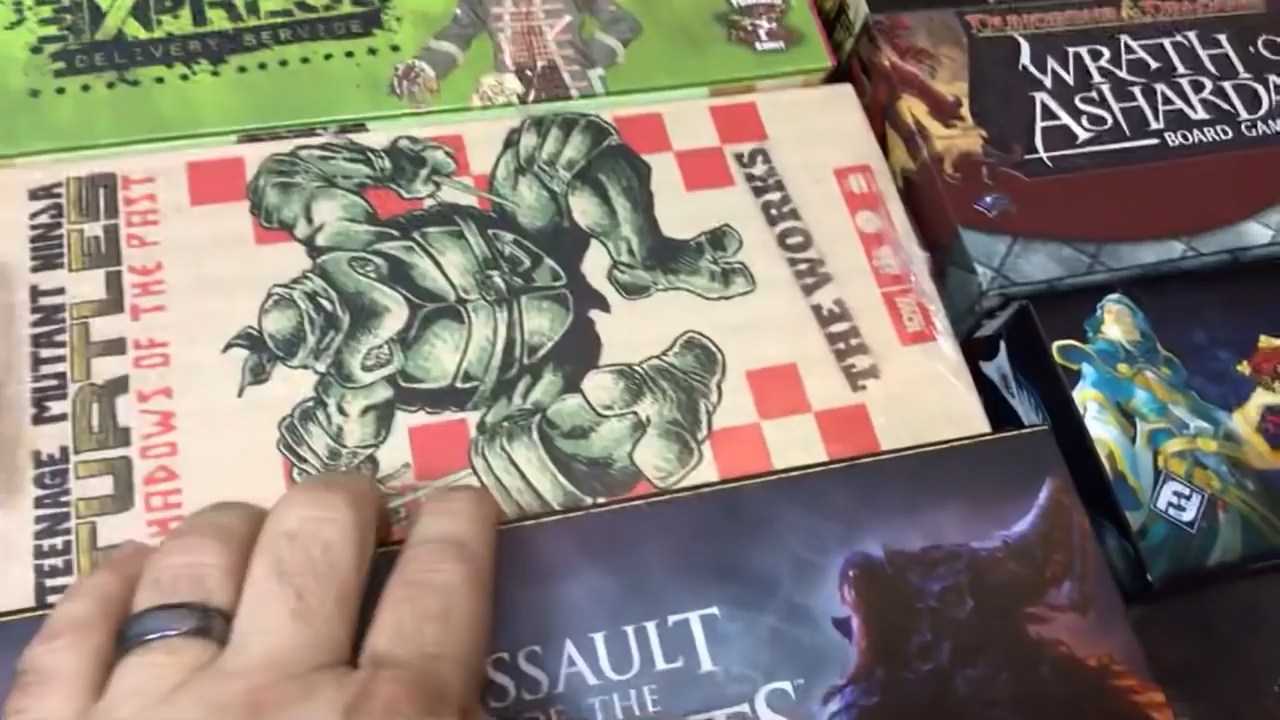 XPRESS
DELIVERY SERVICE
DUNGEONS & DRAGONS
WRATH O
ASHARDA
BOARD GAM
TEENAGE MUTANT NINJA
TURTLES
SHADOWS OF THE PAST
THE WORKS
SSAULT
OF THE